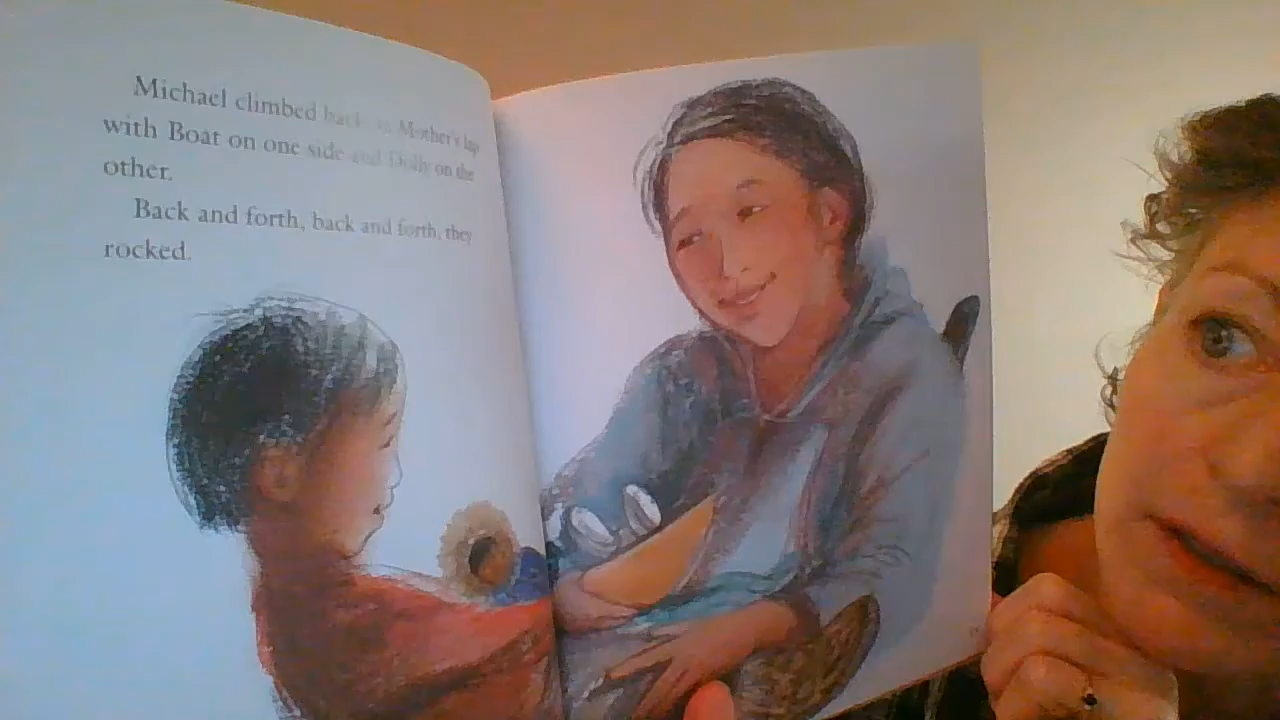 Michael climbed back on Mother's lap
with Boat on one side and Dolly on the
other.
Back and forth, back and forth, they
rocked.